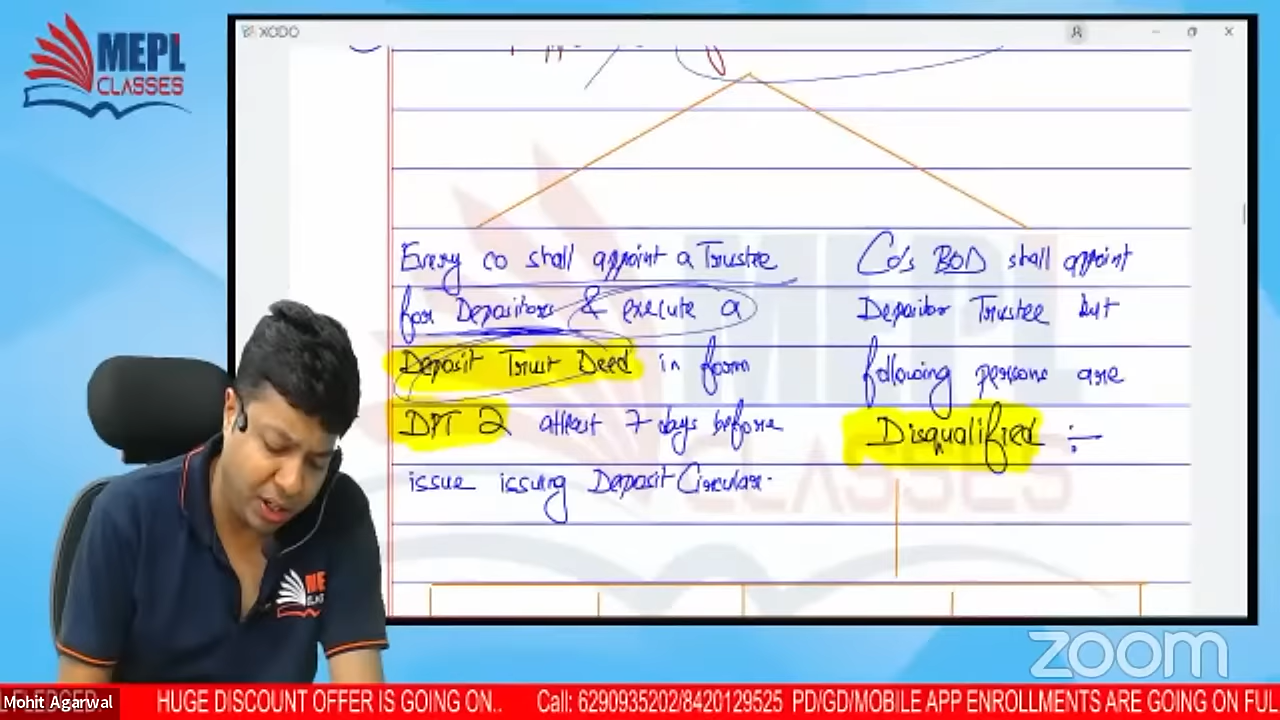 MEPL
CLASSES
XODO
Every co shall appoint a Trustee
for Depositors & execute a
Deposit Trust Deed in form
DPT 2 atleast 7 days before
issue issuing Deposit Circular.
Co's BOD shall appoint
Depositor Trustee but
following persons are
Disqualified :-
MEPL
CLASSES
zoom
Mohit Agarwal
PLEDGED.
HUGE DISCOUNT OFFER IS GOING ON..
Call: 6290935202/8420129525 PD/GD/MOBILE APP ENROLLMENTS ARE GOING ON FUL